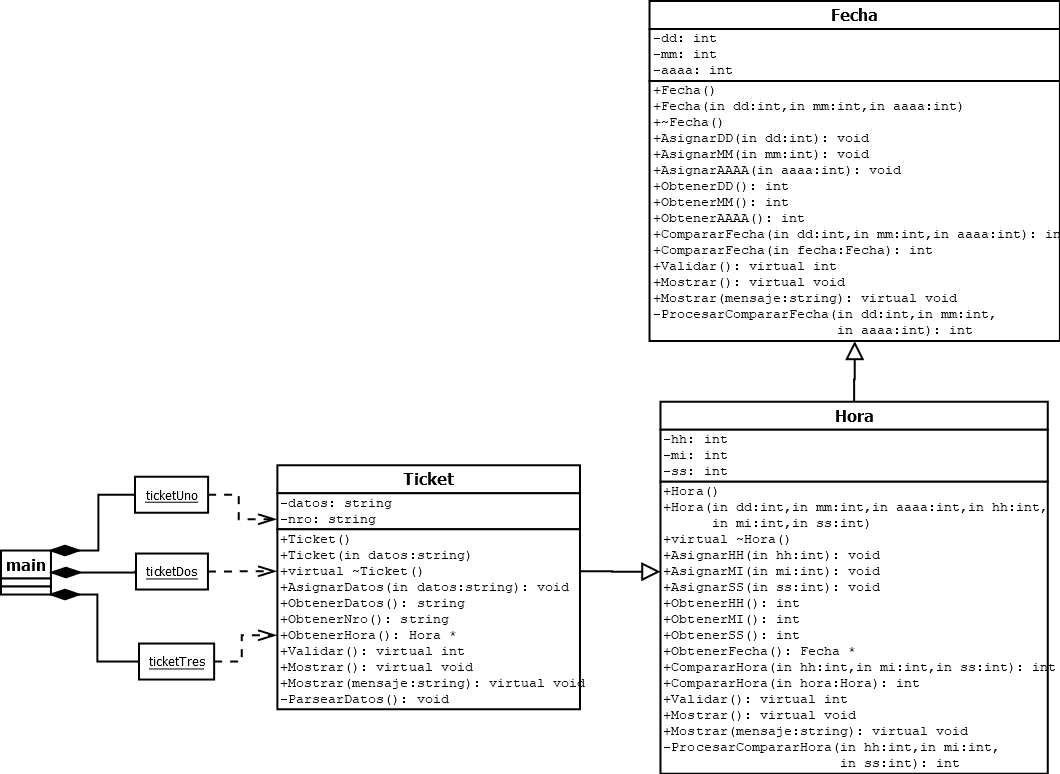 Fecha
-dd: int
-mm: int
-aaaa: int
+Fecha()
+Fecha(in dd:int,in mm:int,in aaaa:int)
+~Fecha()
+AsignarDD(in dd:int): void
+AsignarMM(in mm:int): void
+AsignarAAAA(in aaaa:int): void
+ObtenerDD(): int
+ObtenerMM(): int
+ObtenerAAAA(): int
+CompararFecha(in dd:int,in mm:int,in aaaa:int): in
+CompararFecha(in fecha:Fecha): int
+Validar(): virtual int
+Mostrar(): virtual void
+Mostrar(mensaje:string): virtual void
-ProcesarCompararFecha(in dd:int,in mm:int,
in aaaa:int): int
Hora
-hh: int
-mi: int
-ss: int
+Hora()
+Hora(in dd:int,in mm:int,in aaaa:int,in hh:int,
in mi:int,in ss:int)
+virtual ~Hora()
+AsignarHH(in hh:int): void
+AsignarMI(in mi:int): void
+AsignarSS(in ss:int): void
+ObtenerHH(): int
+ObtenerMI(): int
+ObtenerSS(): int
+ObtenerFecha(): Fecha *
+CompararHora(in hh:int,in mi:int,in ss:int): int
+CompararHora(in hora:Hora): int
+Validar(): virtual int
+Mostrar(): virtual void
+Mostrar(mensaje:string): virtual void
-ProcesarCompararHora(in hh:int,in mi:int,
in ss:int): int
Ticket
-datos: string
-nro: string
+Ticket()
+Ticket(in datos:string)
+virtual ~Ticket()
+AsignarDatos(in datos:string): void
+ObtenerDatos(): string
+ObtenerNro(): string
+ObtenerHora(): Hora *
+Validar(): virtual int
+Mostrar(): virtual void
+Mostrar(mensaje:string): virtual void
-ParsearDatos(): void
ticketUno
ticketDos
ticketTres
main